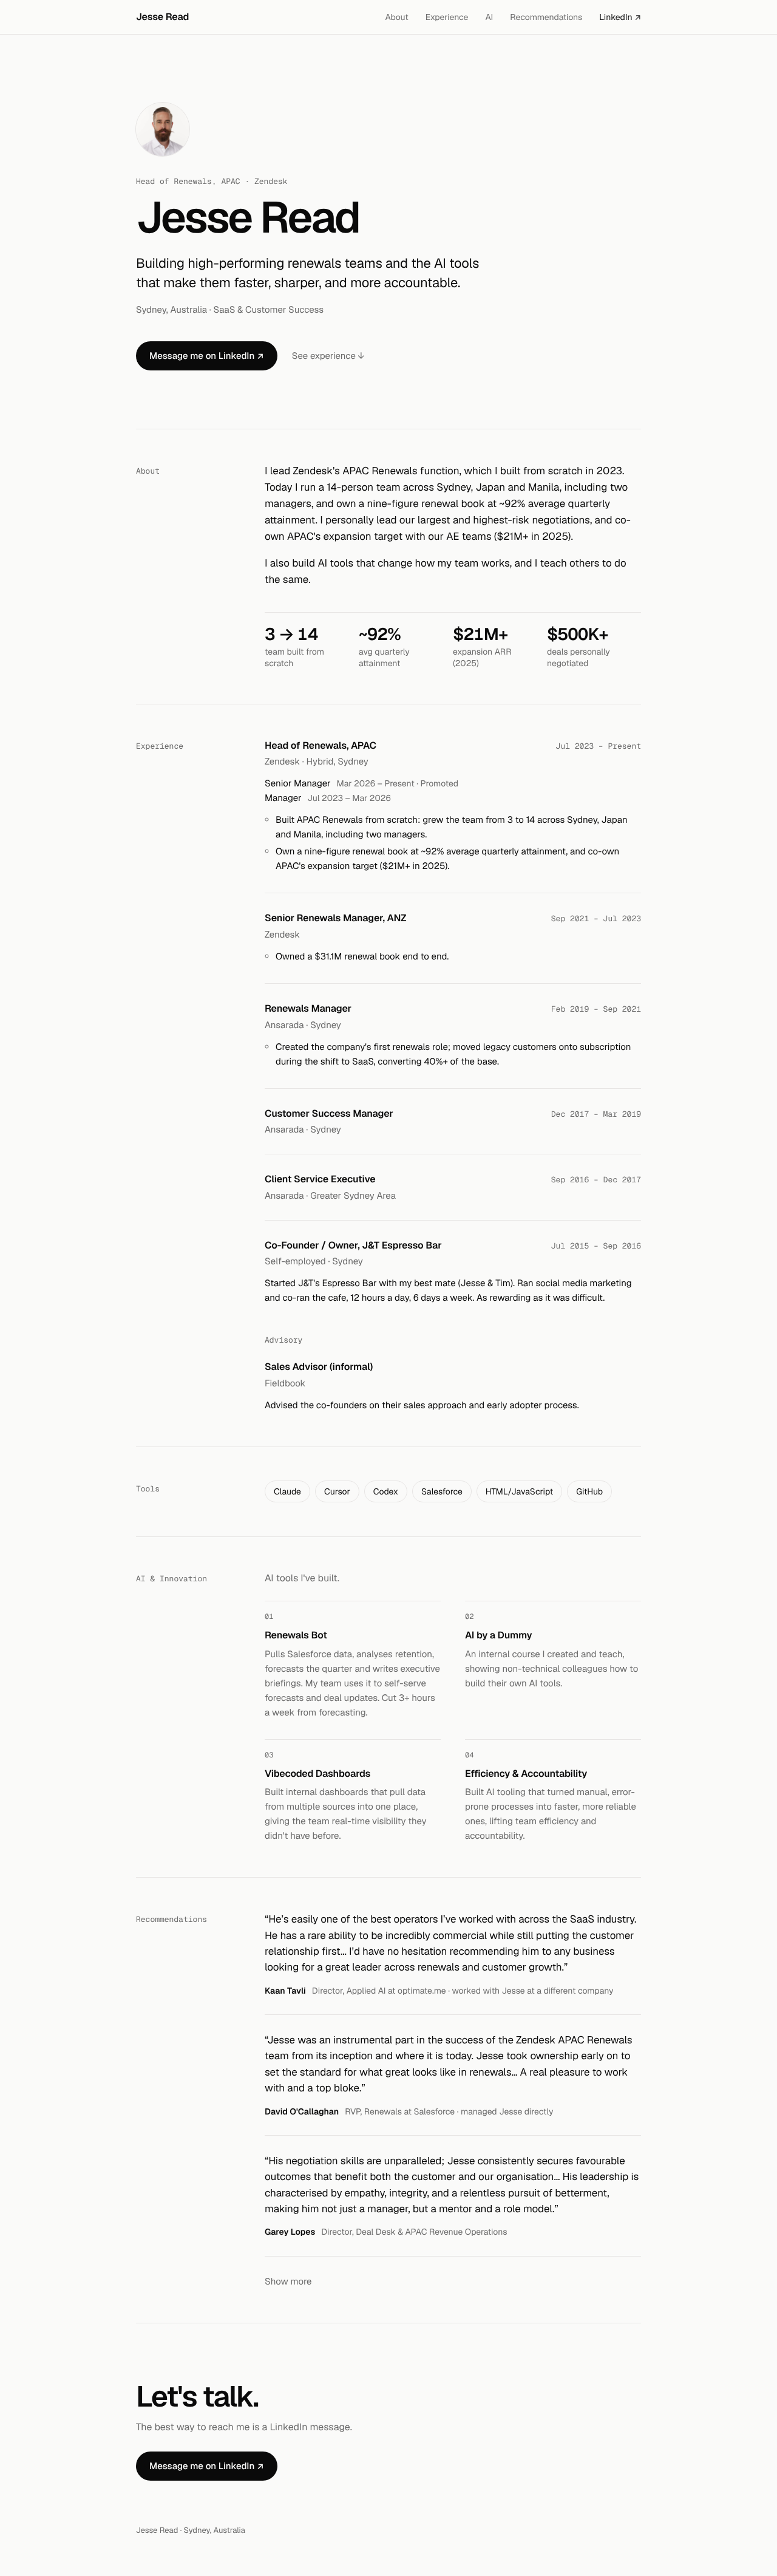 Jesse Read
About Experience AI Recommendations LinkedIn ↗
Head of Renewals, APAC · Zendesk
Jesse Read
Building high-performing renewals teams and the AI tools
that make them faster, sharper, and more accountable.
Sydney, Australia · SaaS & Customer Success
Message me on LinkedIn ↗ See experience ↓
About
I lead Zendesk's APAC Renewals function, which I built from scratch in 2023.
Today I run a 14-person team across Sydney, Japan and Manila, including two
managers, and own a nine-figure renewal book at ~92% average quarterly
attainment. I personally lead our largest and highest-risk negotiations, and co-
own APAC's expansion target with our AE teams ($21M+ in 2025).
I also build AI tools that change how my team works, and I teach others to do
the same.
3 → 14
team built from
scratch
~92%
avg quarterly
attainment
$21M+
expansion ARR
(2025)
$500K+
deals personally
negotiated
Experience
Head of Renewals, APAC Jul 2023 – Present
Zendesk · Hybrid, Sydney
Senior Manager Mar 2026 – Present · Promoted
Manager Jul 2023 – Mar 2026
Built APAC Renewals from scratch: grew the team from 3 to 14 across Sydney, Japan
and Manila, including two managers.
Own a nine-figure renewal book at ~92% average quarterly attainment, and co-own
APAC's expansion target ($21M+ in 2025).
Senior Renewals Manager, ANZ Sep 2021 – Jul 2023
Zendesk
Owned a $31.1M renewal book end to end.
Renewals Manager Feb 2019 – Sep 2021
Ansarada · Sydney
Created the company's first renewals role; moved legacy customers onto subscription
during the shift to SaaS, converting 40%+ of the base.
Customer Success Manager Dec 2017 – Mar 2019
Ansarada · Sydney
Client Service Executive Sep 2016 – Dec 2017
Ansarada · Greater Sydney Area
Co-Founder / Owner, J&T Espresso Bar Jul 2015 – Sep 2016
Self-employed · Sydney
Started J&T's Espresso Bar with my best mate (Jesse & Tim). Ran social media marketing
and co-ran the cafe, 12 hours a day, 6 days a week. As rewarding as it was difficult.
Advisory
Sales Advisor (informal)
Fieldbook
Advised the co-founders on their sales approach and early adopter process.
Tools
Claude Cursor Codex Salesforce HTML/JavaScript GitHub
AI & Innovation
AI tools I've built.
01
Renewals Bot
Pulls Salesforce data, analyses retention,
forecasts the quarter and writes executive
briefings. My team uses it to self-serve
forecasts and deal updates. Cut 3+ hours
a week from forecasting.
02
AI by a Dummy
An internal course I created and teach,
showing non-technical colleagues how to
build their own AI tools.
03
Vibecoded Dashboards
Built internal dashboards that pull data
from multiple sources into one place,
giving the team real-time visibility they
didn't have before.
04
Efficiency & Accountability
Built AI tooling that turned manual, error-
prone processes into faster, more reliable
ones, lifting team efficiency and
accountability.
Recommendations
“He's easily one of the best operators I've worked with across the SaaS industry.
He has a rare ability to be incredibly commercial while still putting the customer
relationship first… I'd have no hesitation recommending him to any business
looking for a great leader across renewals and customer growth.”
Kaan Tavli Director, Applied AI at optimate.me · worked with Jesse at a different company
“Jesse was an instrumental part in the success of the Zendesk APAC Renewals
team from its inception and where it is today. Jesse took ownership early on to
set the standard for what great looks like in renewals… A real pleasure to work
with and a top bloke.”
David O'Callaghan RVP, Renewals at Salesforce · managed Jesse directly
“His negotiation skills are unparalleled; Jesse consistently secures favourable
outcomes that benefit both the customer and our organisation… His leadership is
characterised by empathy, integrity, and a relentless pursuit of betterment,
making him not just a manager, but a mentor and a role model.”
Garey Lopes Director, Deal Desk & APAC Revenue Operations
Show more
Let's talk.
The best way to reach me is a LinkedIn message.
Message me on LinkedIn ↗
Jesse Read · Sydney, Australia